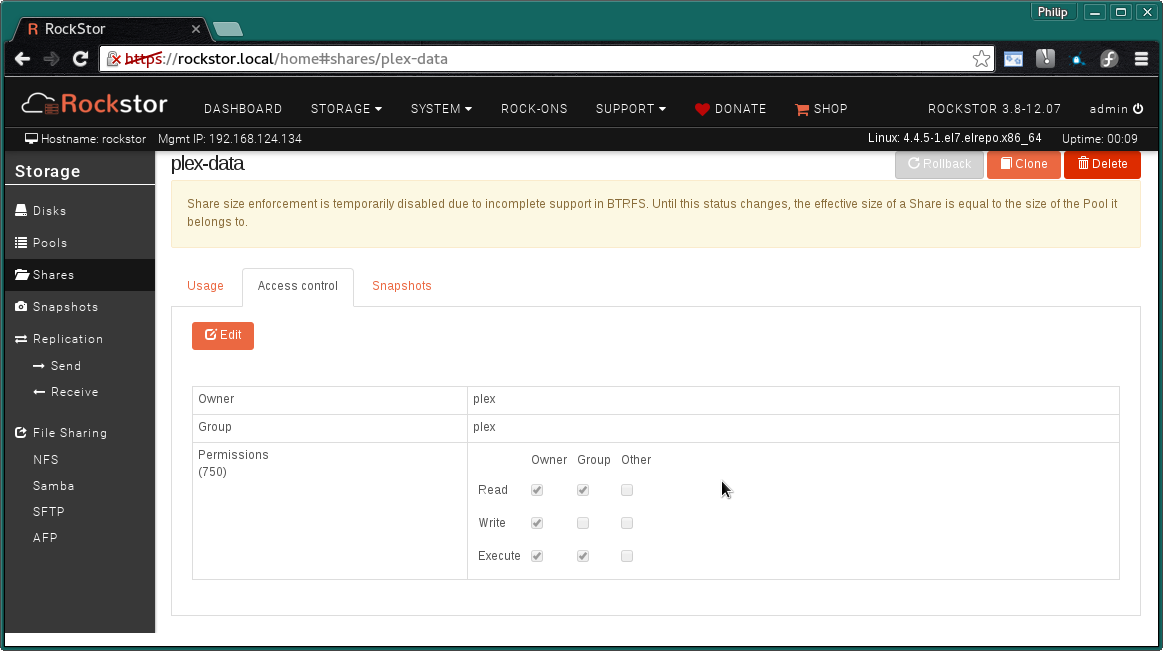 Philip
RockStor
https://rockstor.local/home#shares/plex-data
Rockstor DASHBOARD STORAGE SYSTEM ROCK-ONS SUPPORT DONATE SHOP ROCKSTOR 3.8-12.07 admin
Hostname: rockstor Mgmt IP: 192.168.124.134 Linux: 4.4.5-1.el7.elrepo.x86_64 Uptime: 00:09
Storage
Disks
Pools
Shares
Snapshots
Replication
Send
Receive
File Sharing
NFS
Samba
SFTP
AFP
plex-data Rollback Clone Delete
Share size enforcement is temporarily disabled due to incomplete support in BTRFS. Until this status changes, the effective size of a Share is equal to the size of the Pool it
belongs to.
Usage Access control Snapshots
Edit
Owner plex
Group plex
Permissions
(750)
Owner Group Other
Read
Write
Execute